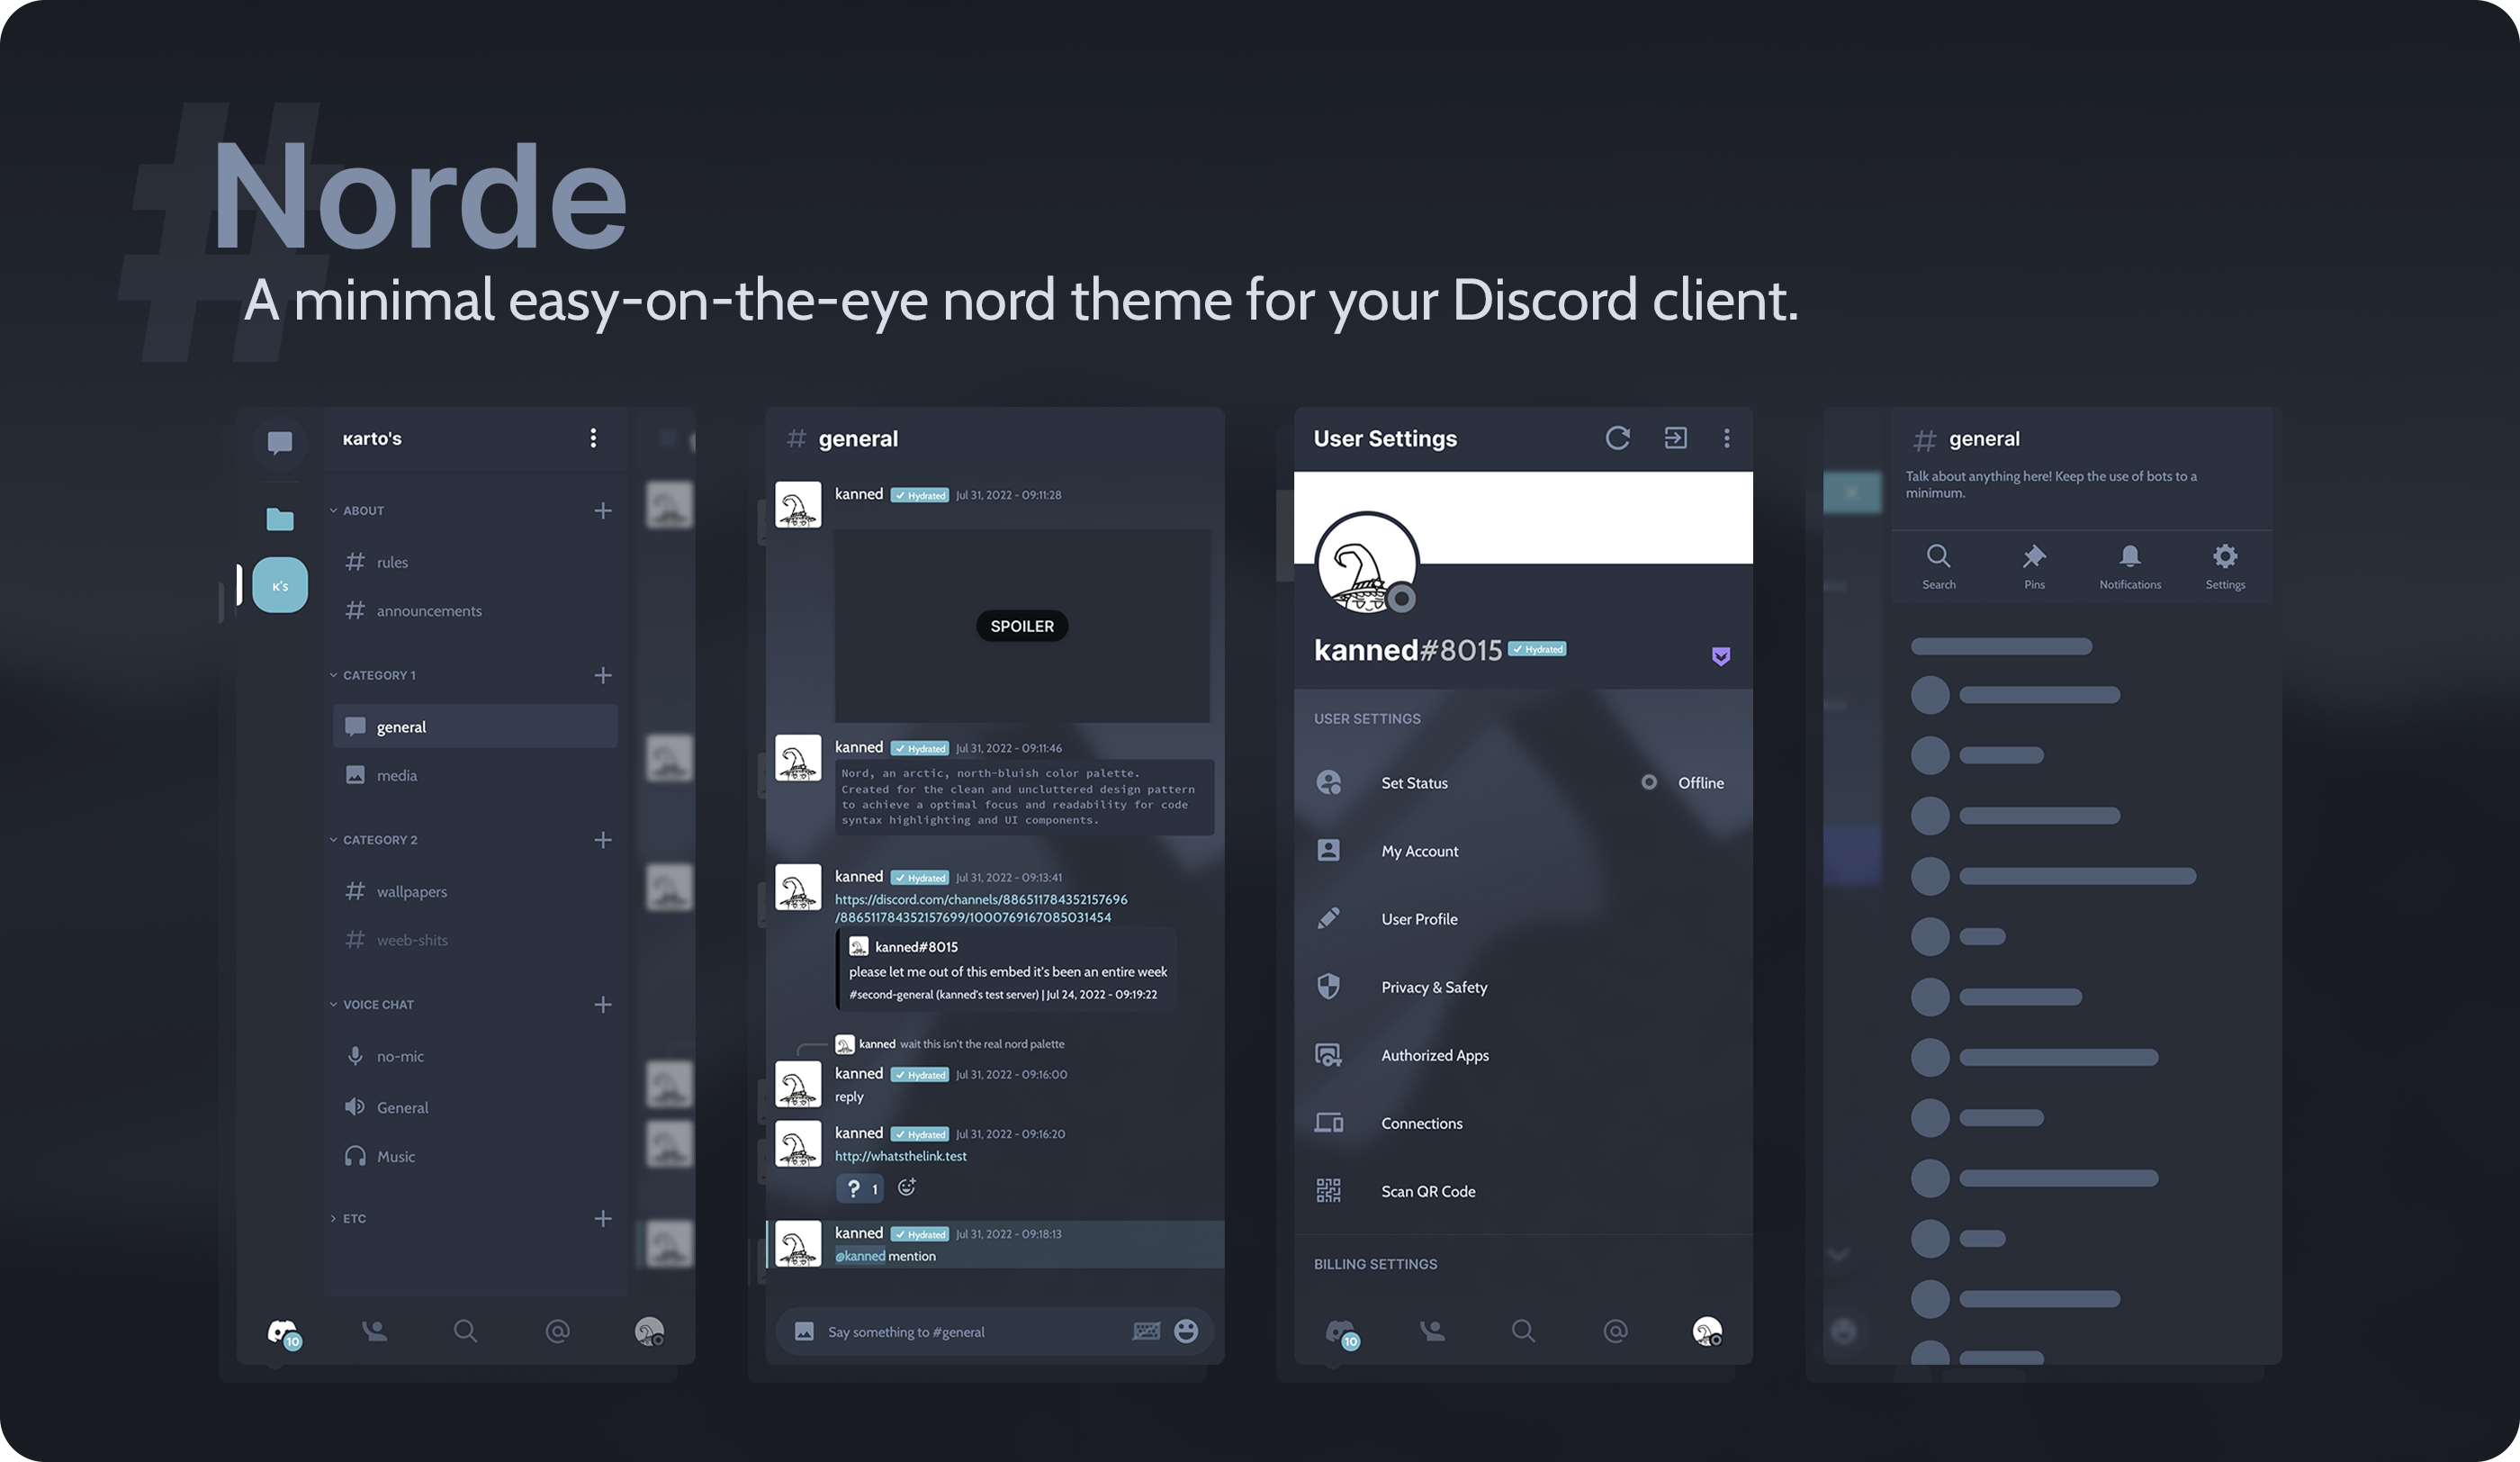 #
Norde
A minimal easy-on-the-eye nord theme for your Discord client.
ĸarto's
ABOUT
# rules
# announcements
CATEGORY 1
general
media
CATEGORY 2
# wallpapers
# weeb-shits
VOICE CHAT
no-mic
General
Music
ETC
ĸ's
10
# general
kanned ✓ Hydrated Jul 31, 2022 - 09:11:28
SPOILER
kanned ✓ Hydrated Jul 31, 2022 - 09:11:46
Nord, an arctic, north-bluish color palette.
Created for the clean and uncluttered design pattern
to achieve a optimal focus and readability for code
syntax highlighting and UI components.
kanned ✓ Hydrated Jul 31, 2022 - 09:13:41
https://discord.com/channels/886511784352157696
/886511784352157699/1000769167085031454
kanned#8015
please let me out of this embed it's been an entire week
#second-general (kanned's test server) | Jul 24, 2022 - 09:19:22
kanned wait this isn't the real nord palette
kanned ✓ Hydrated Jul 31, 2022 - 09:16:00
reply
kanned ✓ Hydrated Jul 31, 2022 - 09:16:20
http://whatsthelink.test
? 1
kanned ✓ Hydrated Jul 31, 2022 - 09:18:13
@kanned mention
Say something to #general
User Settings
kanned#8015 ✓ Hydrated
USER SETTINGS
Set Status Offline
My Account
User Profile
Privacy & Safety
Authorized Apps
Connections
Scan QR Code
BILLING SETTINGS
10
# general
Talk about anything here! Keep the use of bots to a
minimum.
Search Pins Notifications Settings